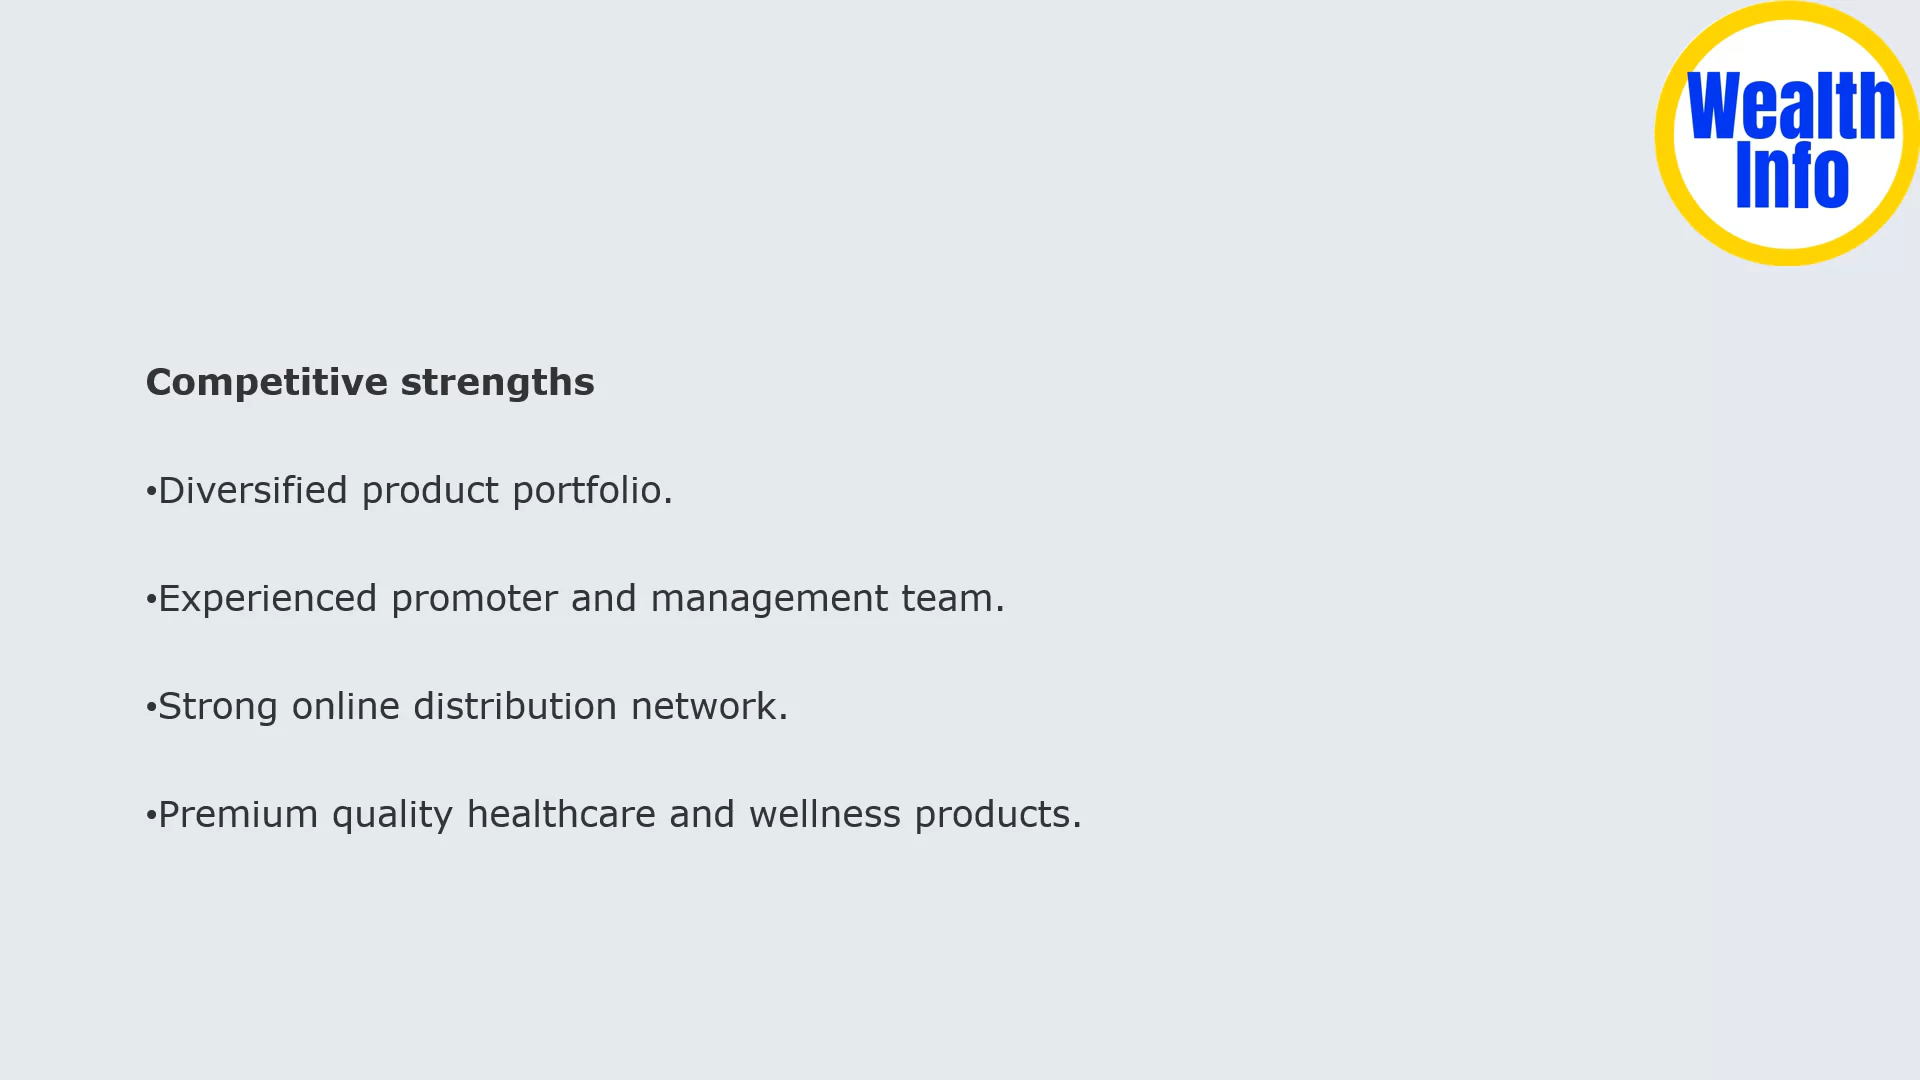 Wealth
Info
Competitive strengths
•Diversified product portfolio.
•Experienced promoter and management team.
•Strong online distribution network.
•Premium quality healthcare and wellness products.